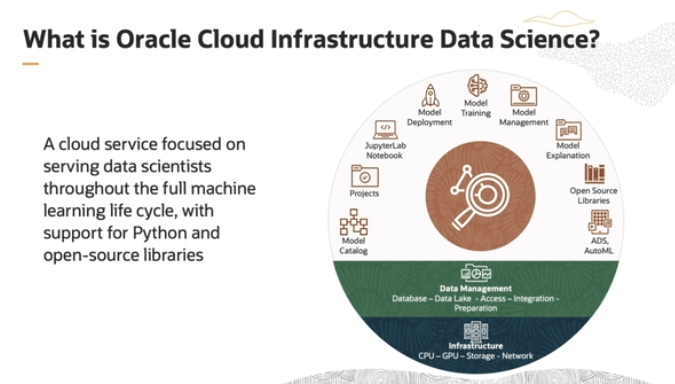 What is Oracle Cloud Infrastructure Data Science?
A cloud service focused on
serving data scientists
throughout the full machine
learning life cycle, with
support for Python and
open-source libraries
Model
Catalog
Projects
JupyterLab
Notebook
Model
Deployment
Model
Training
Model
Management
Model
Explanation
Open Source
Libraries
ADS,
AutoML
Data Management
Database – Data Lake - Access – Integration -
Preparation
Infrastructure
CPU – GPU – Storage - Network